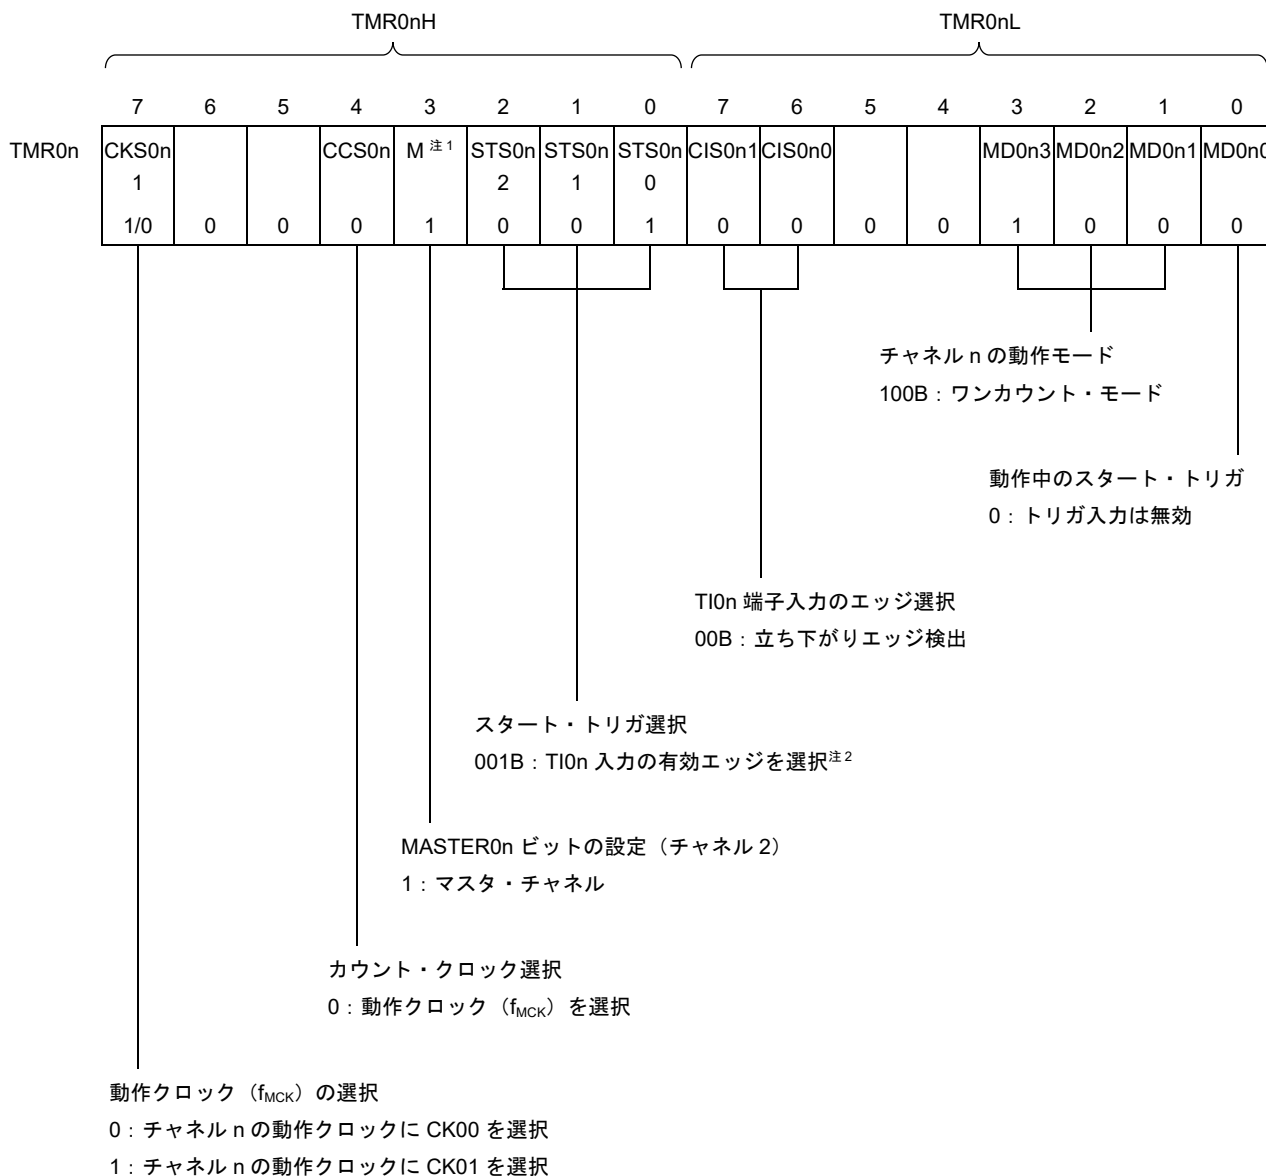 TMR0nH TMR0nL
7 6 5 4 3 2 1 0 7 6 5 4 3 2 1 0
TMR0n CKS0n1 CCS0n M 注1 STS0n2 STS0n1 STS0n0 CIS0n1 CIS0n0 MD0n3 MD0n2 MD0n1 MD0n0
1/0 0 0 0 1 0 0 1 0 0 0 0 1 0 0 0
チャネル n の動作モード
100B：ワンカウント・モード
動作中のスタート・トリガ
0：トリガ入力は無効
TI0n 端子入力のエッジ選択
00B：立ち下がりエッジ検出
スタート・トリガ選択
001B：TI0n 入力の有効エッジを選択注2
MASTER0n ビットの設定（チャネル 2）
1：マスタ・チャネル
カウント・クロック選択
0：動作クロック（fMCK）を選択
動作クロック（fMCK）の選択
0：チャネル n の動作クロックに CK00 を選択
1：チャネル n の動作クロックに CK01 を選択